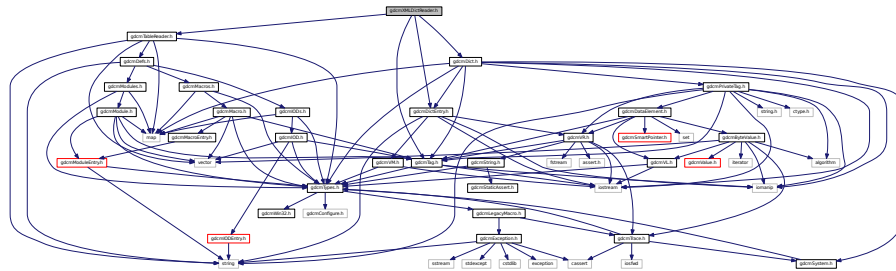 gdcmXMLDictReader.h
gdcmTableReader.h
gdcmDefs.h
gdcmDict.h
gdcmModules.h
gdcmMacros.h
gdcmPrivateTag.h
gdcmModule.h
gdcmMacro.h
gdcmIODs.h
gdcmDictEntry.h
gdcmDataElement.h
string.h
ctype.h
map
gdcmMacroEntry.h
gdcmIOD.h
gdcmVR.h
gdcmSmartPointer.h
set
gdcmByteValue.h
gdcmModuleEntry.h
vector
gdcmVM.h
gdcmTag.h
gdcmString.h
fstream
assert.h
gdcmVL.h
gdcmValue.h
iterator
algorithm
gdcmTypes.h
gdcmStaticAssert.h
iostream
iomanip
gdcmWin32.h
gdcmConfigure.h
gdcmLegacyMacro.h
gdcmIODEntry.h
gdcmException.h
gdcmTrace.h
string
sstream
stdexcept
cstdlib
exception
cassert
iosfwd
gdcmSystem.h